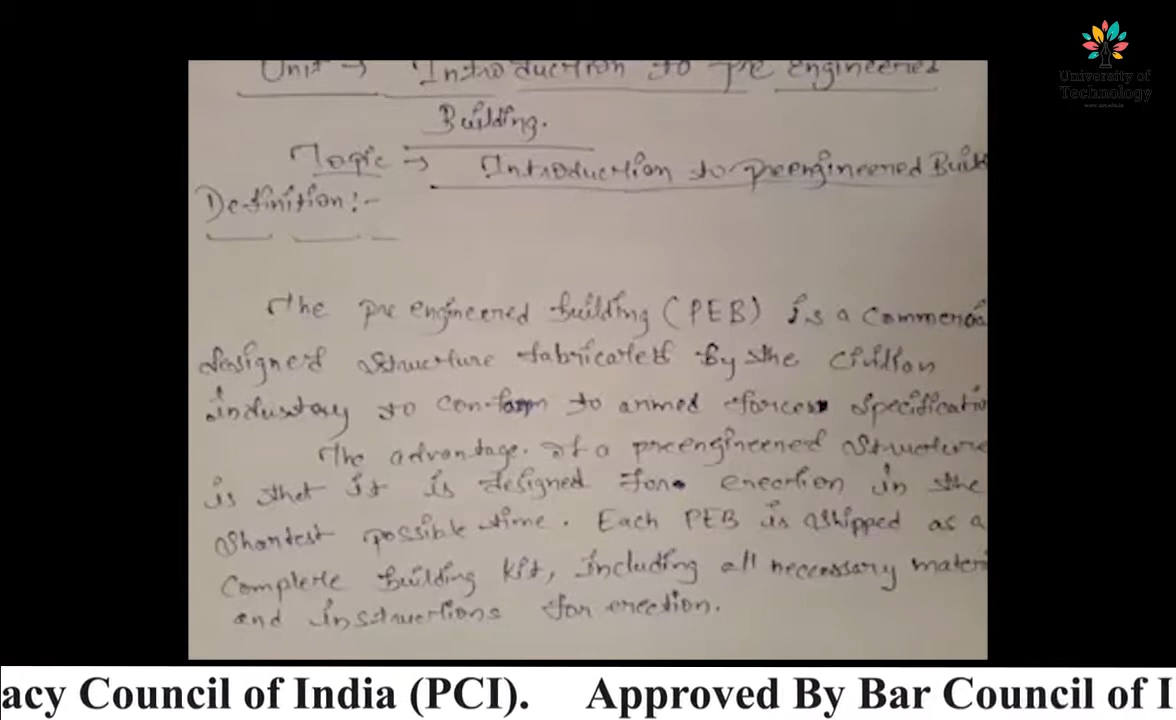 Unit → Introduction to Pre engineered
Building.
Topic → Introduction to preengineered Buil
Definition:-
The pre engineered building (PEB) is a commercia
designed structure fabricated by the civilian
industry to conform to armed forces specificatio
The advantage of a preengineered structure
is that it is designed for erection in the
shortest possible time. Each PEB is shipped as a
complete building kit, including all necessary materi
and instructions for erection.
University of
Technology
acy Council of India (PCI). Approved By Bar Council of I